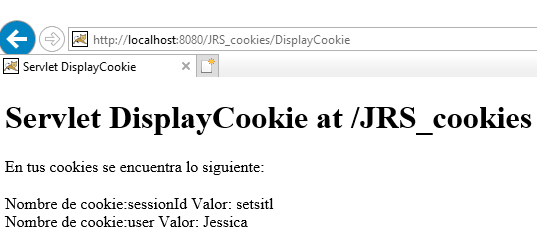 http://localhost:8080/JRS_cookies/DisplayCookie
Servlet DisplayCookie
Servlet DisplayCookie at /JRS_cookies
En tus cookies se encuentra lo siguiente:
Nombre de cookie:sessionId Valor: setsitl
Nombre de cookie:user Valor: Jessica